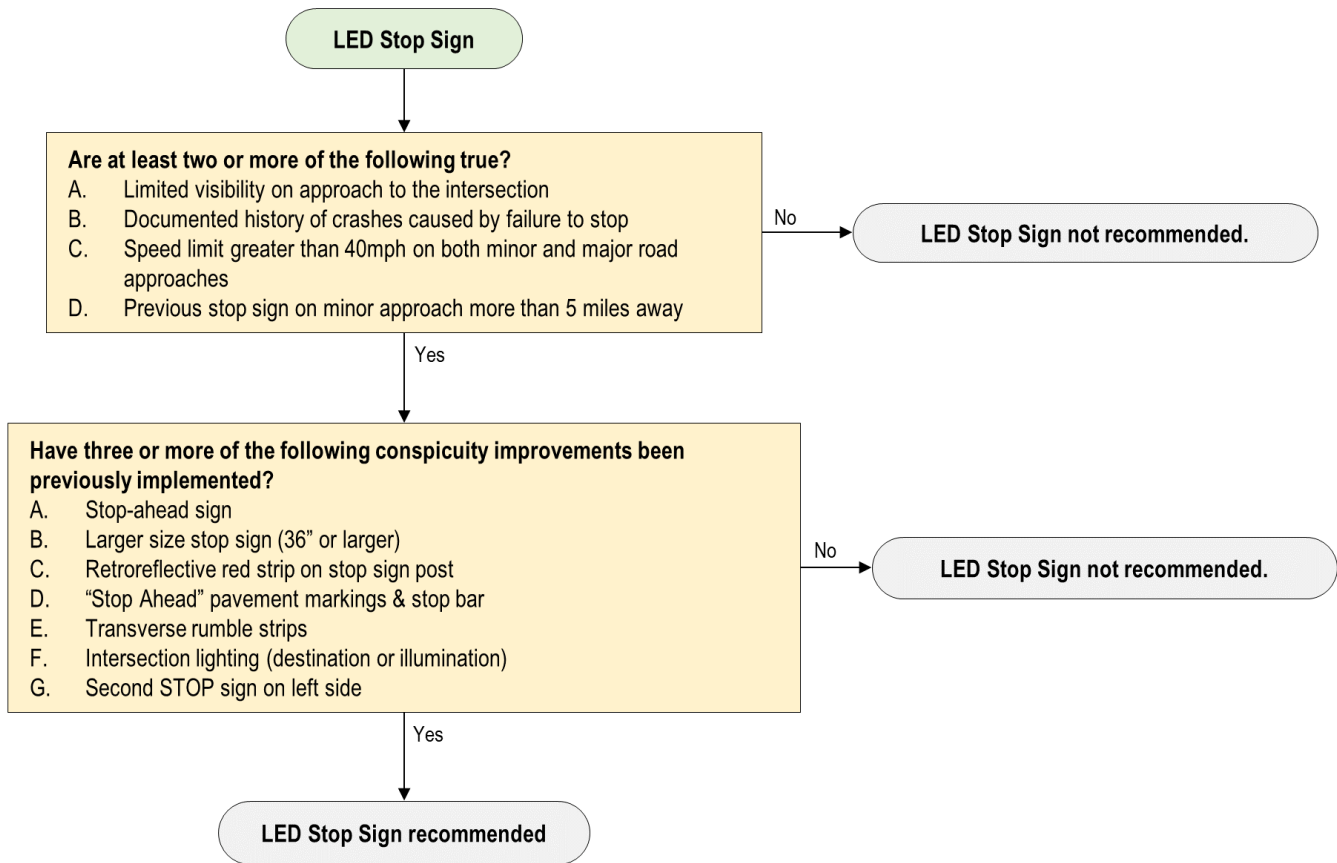 LED Stop Sign
Are at least two or more of the following true?
A. Limited visibility on approach to the intersection
B. Documented history of crashes caused by failure to stop
C. Speed limit greater than 40mph on both minor and major road
approaches
D. Previous stop sign on minor approach more than 5 miles away
No
LED Stop Sign not recommended.
Yes
Have three or more of the following conspicuity improvements been
previously implemented?
A. Stop-ahead sign
B. Larger size stop sign (36” or larger)
C. Retroreflective red strip on stop sign post
D. “Stop Ahead” pavement markings & stop bar
E. Transverse rumble strips
F. Intersection lighting (destination or illumination)
G. Second STOP sign on left side
No
LED Stop Sign not recommended.
Yes
LED Stop Sign recommended